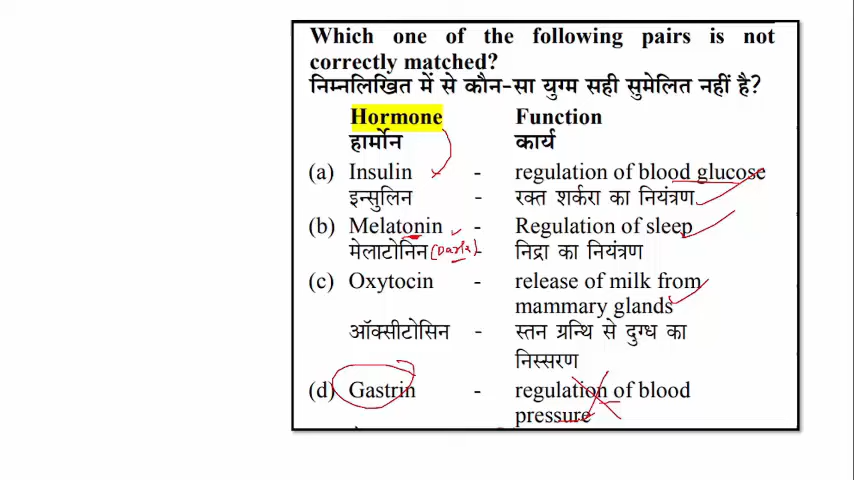 Which one of the following pairs is not
correctly matched?
निम्नलिखित में से कौन-सा युग्म सही सुमेलित नहीं है?
Hormone Function
हार्मोन कार्य
(a) Insulin - regulation of blood glucose
इन्सुलिन - रक्त शर्करा का नियंत्रण
(b) Melatonin - Regulation of sleep
मेलाटोनिन - निद्रा का नियंत्रण
(c) Oxytocin - release of milk from
mammary glands
ऑक्सीटोसिन - स्तन ग्रन्थि से दुग्ध का
निस्सरण
(d) Gastrin - regulation of blood
pressure